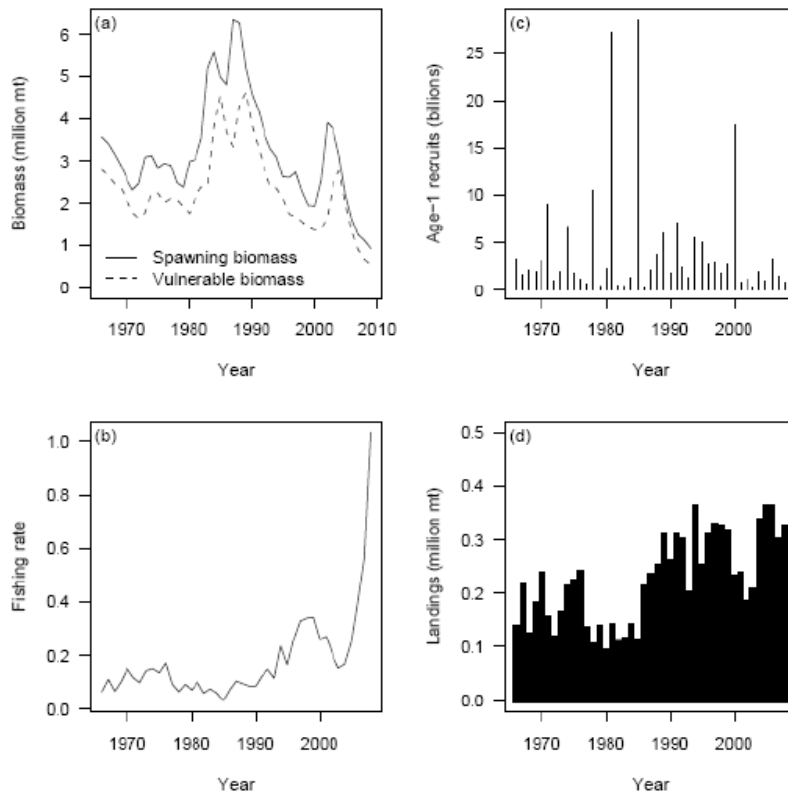 (a)
Biomass (million mt)
6
5
4
3
2
1
0
Spawning biomass
Vulnerable biomass
1970 1980 1990 2000 2010
Year
(c)
Age−1 recruits (billions)
25
20
15
10
5
0
1970 1980 1990 2000
Year
(b)
Fishing rate
1.0
0.8
0.6
0.4
0.2
0.0
1970 1980 1990 2000
Year
(d)
Landings (million mt)
0.5
0.4
0.3
0.2
0.1
0.0
1970 1980 1990 2000
Year